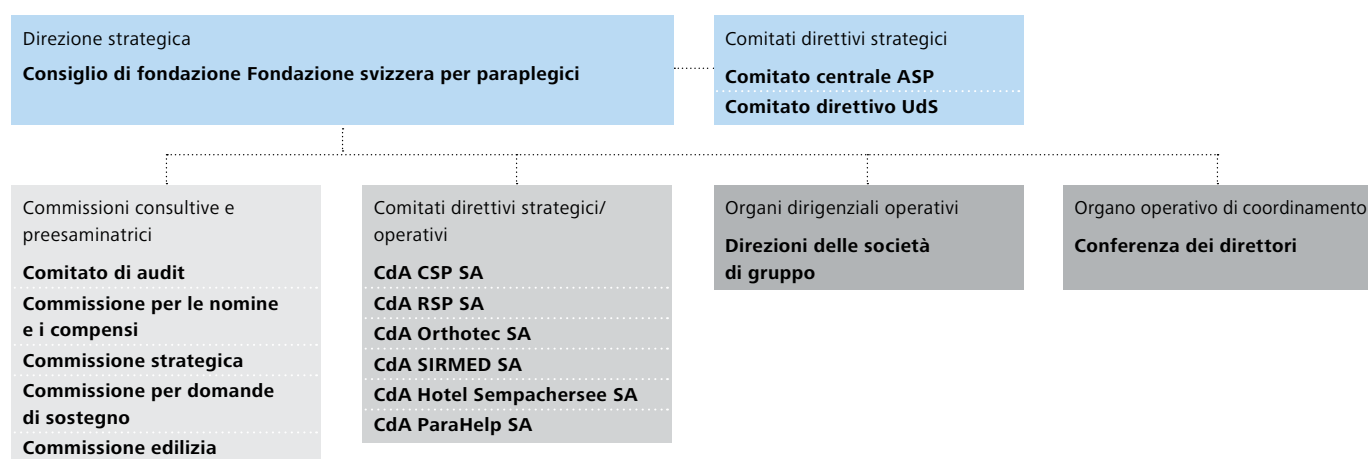 Direzione strategica
Consiglio di fondazione Fondazione svizzera per paraplegici
Comitati direttivi strategici
Comitato centrale ASP
Comitato direttivo UdS
Commissioni consultive e
preesaminatrici
Comitato di audit
Commissione per le nomine
e i compensi
Commissione strategica
Commissione per domande
di sostegno
Commissione edilizia
Comitati direttivi strategici/
operativi
CdA CSP SA
CdA RSP SA
CdA Orthotec SA
CdA SIRMED SA
CdA Hotel Sempachersee SA
CdA ParaHelp SA
Organi dirigenziali operativi
Direzioni delle società
di gruppo
Organo operativo di coordinamento
Conferenza dei direttori